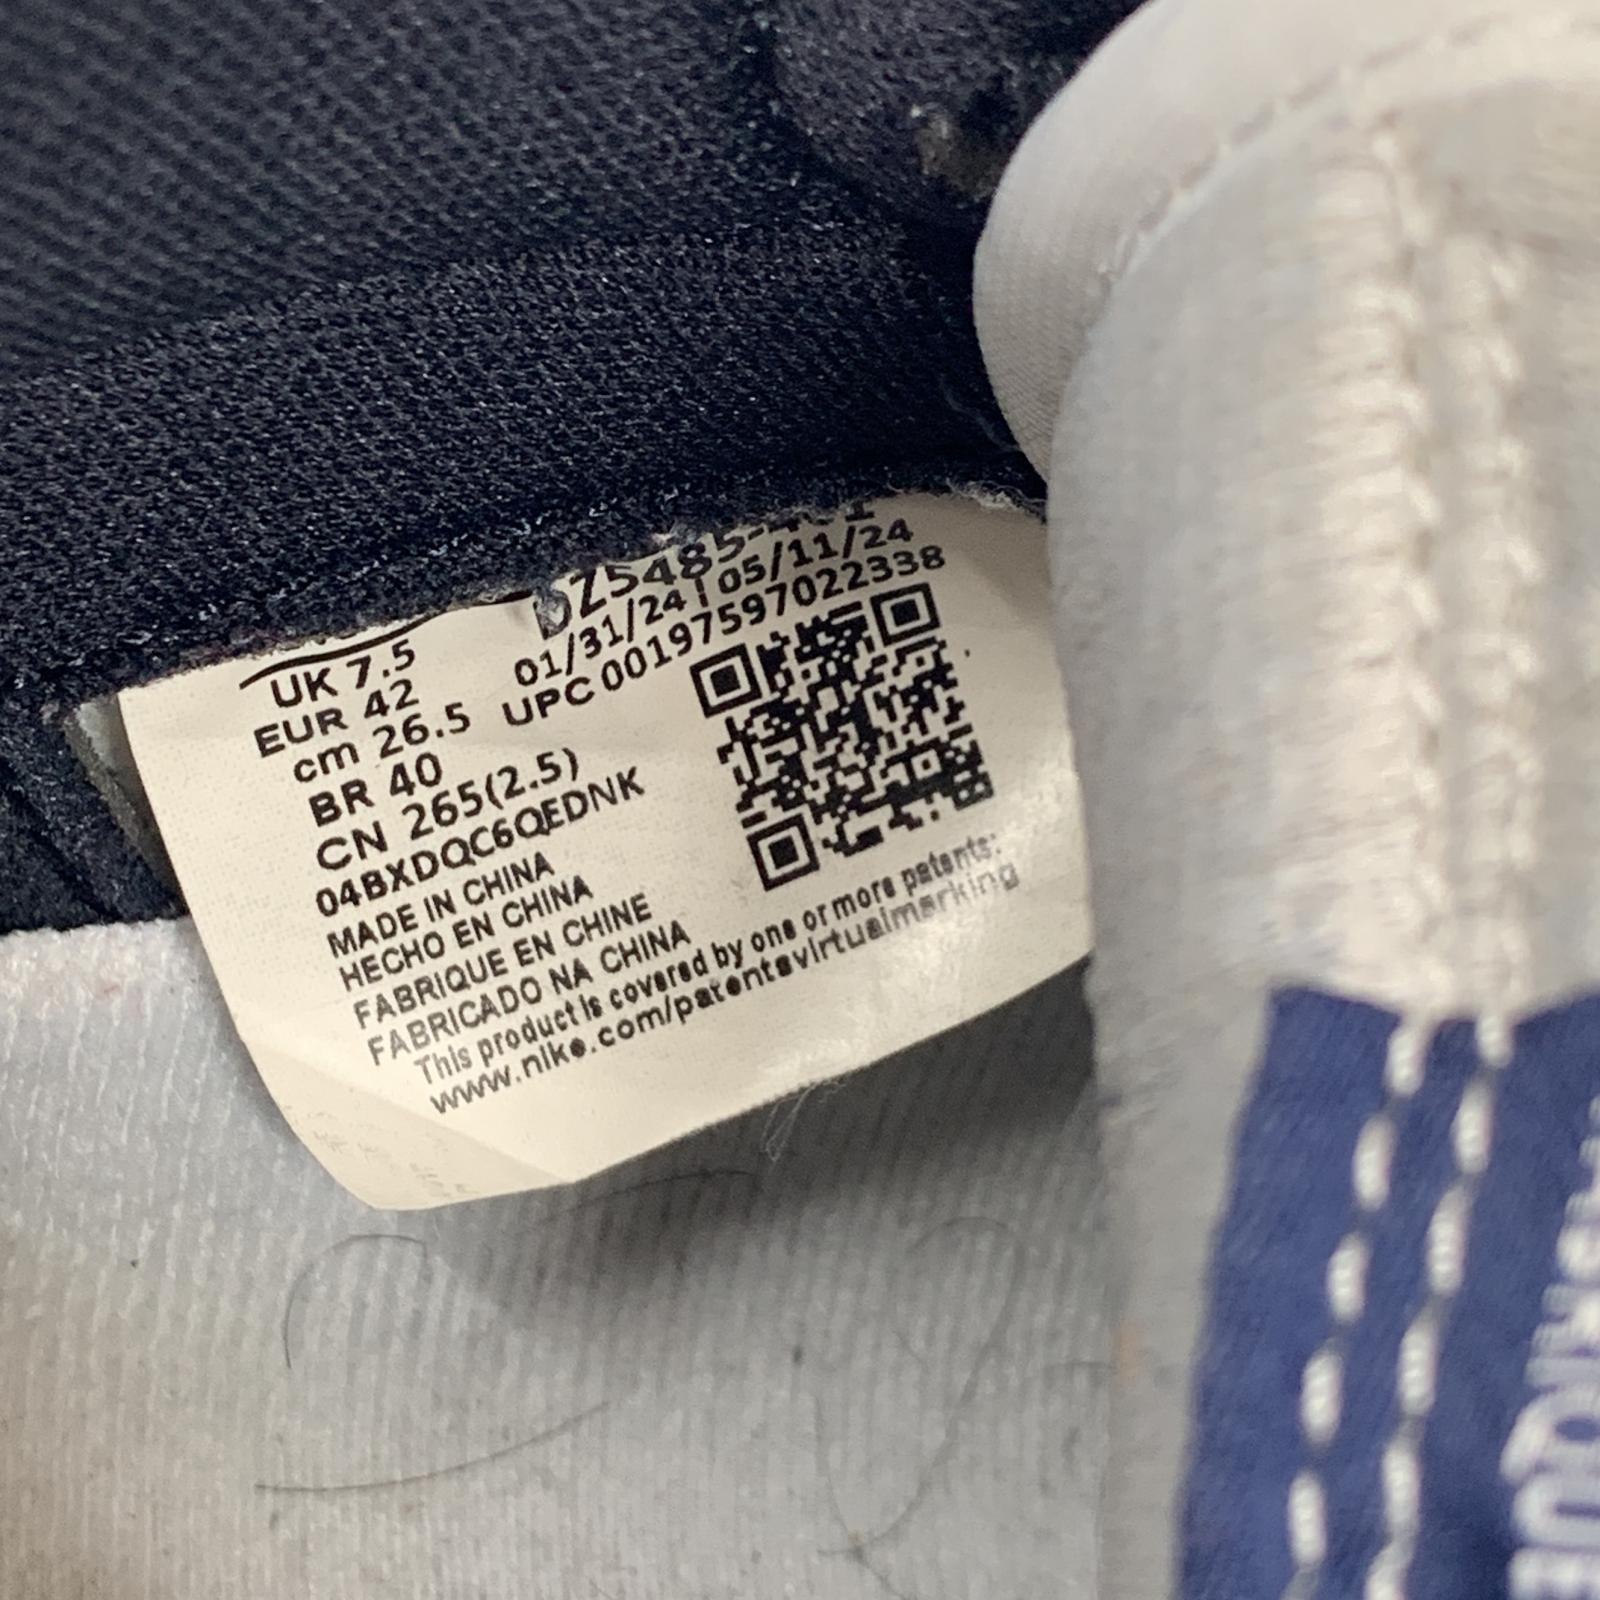 DZ5485-401
01/31/24 | 05/11/24
UPC 00197597022338
UK 7.5
EUR 42
cm 26.5
BR 40
CN 265(2.5)
04BXDQC6QEDNK
MADE IN CHINA
HECHO EN CHINA
FABRIQUE EN CHINE
FABRICADO NA CHINA
This product is covered by one or more patents:
www.nike.com/patentsvirtualmarking